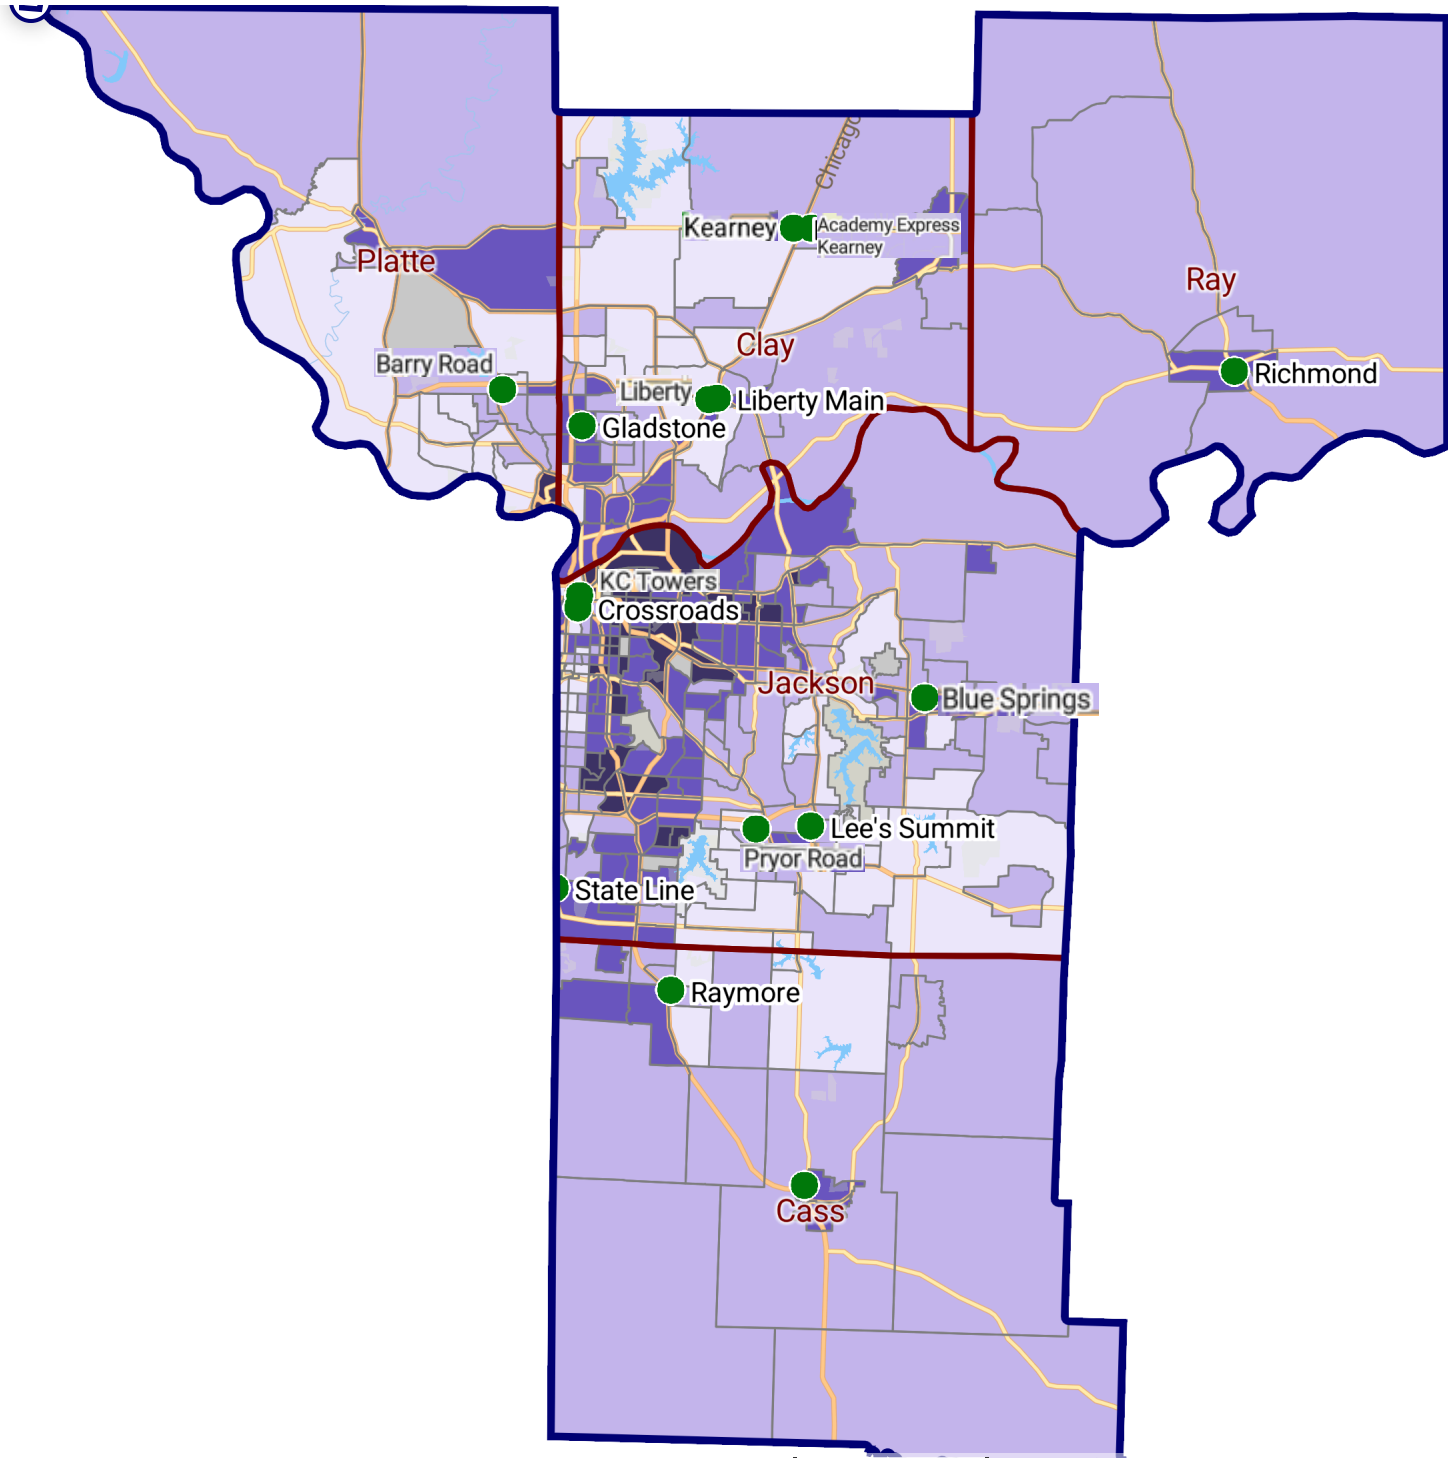 Chicago
Kearney
Academy Express
Kearney
Platte
Ray
Clay
Barry Road
Richmond
Liberty
Liberty Main
Gladstone
KC Towers
Crossroads
Jackson
Blue Springs
Lee's Summit
Pryor Road
State Line
Raymore
Cass